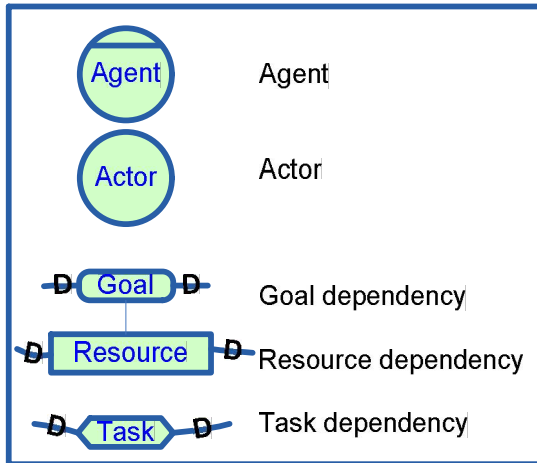 Agent Agent
Actor Actor
D Goal D Goal dependency
D Resource D Resource dependency
D Task D Task dependency